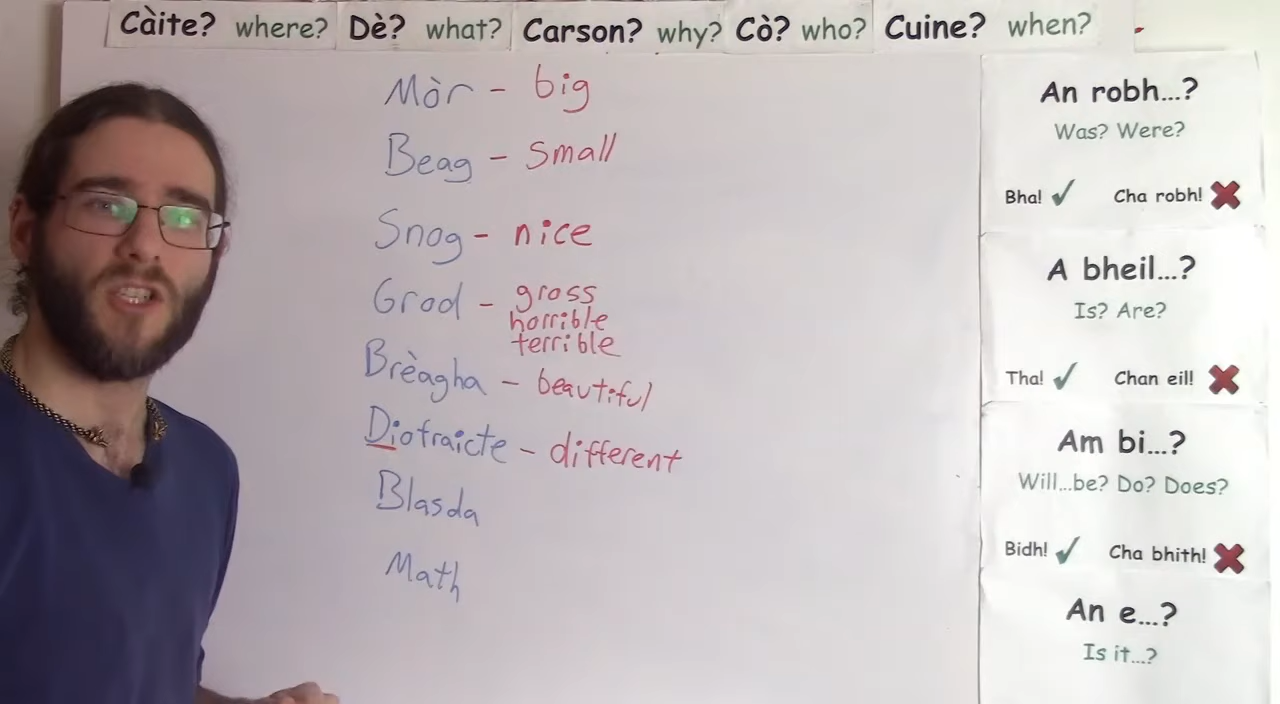 Càite? where? Dè? what? Carson? why? Cò? who? Cuine? when?
Mòr - big
Beag - small
Snog - nice
Grod - gross
horrible
terrible
Brèagha - beautiful
Diofraicte - different
Blasda
Math
An robh...?
Was? Were?
Bha! ✓ Cha robh! ✗
A bheil...?
Is? Are?
Tha! ✓ Chan eil! ✗
Am bi...?
Will...be? Do? Does?
Bidh! ✓ Cha bhith! ✗
An e...?
Is it...?